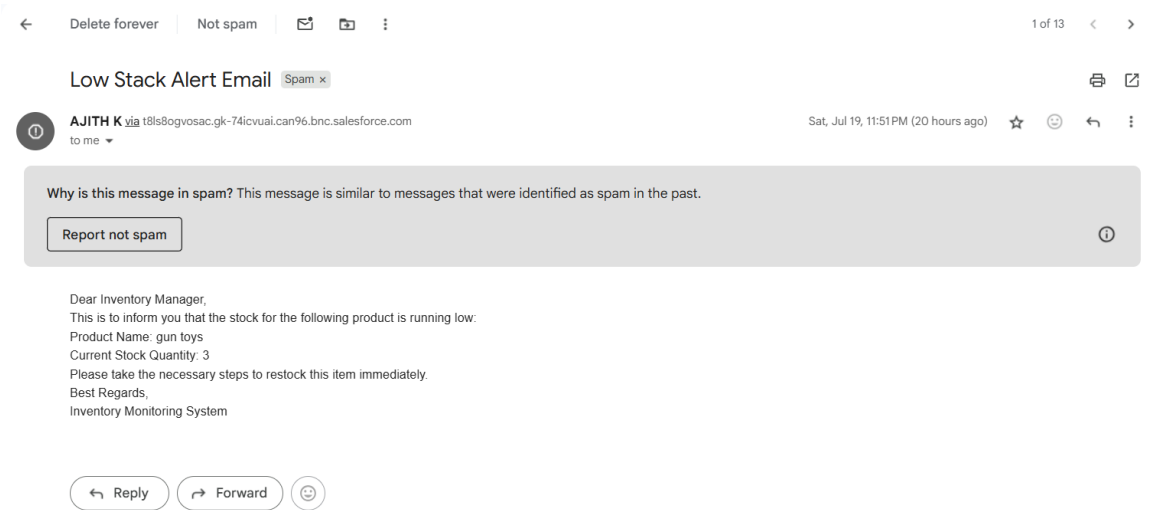 Delete forever
Not spam
1 of 13
Low Stack Alert Email Spam ×
AJITH K via t8ls8ogvosac.gk-74icvuai.can96.bnc.salesforce.com
Sat, Jul 19, 11:51 PM (20 hours ago)
to me
Why is this message in spam? This message is similar to messages that were identified as spam in the past.
Report not spam
Dear Inventory Manager,
This is to inform you that the stock for the following product is running low:
Product Name: gun toys
Current Stock Quantity: 3
Please take the necessary steps to restock this item immediately.
Best Regards,
Inventory Monitoring System
Reply
Forward